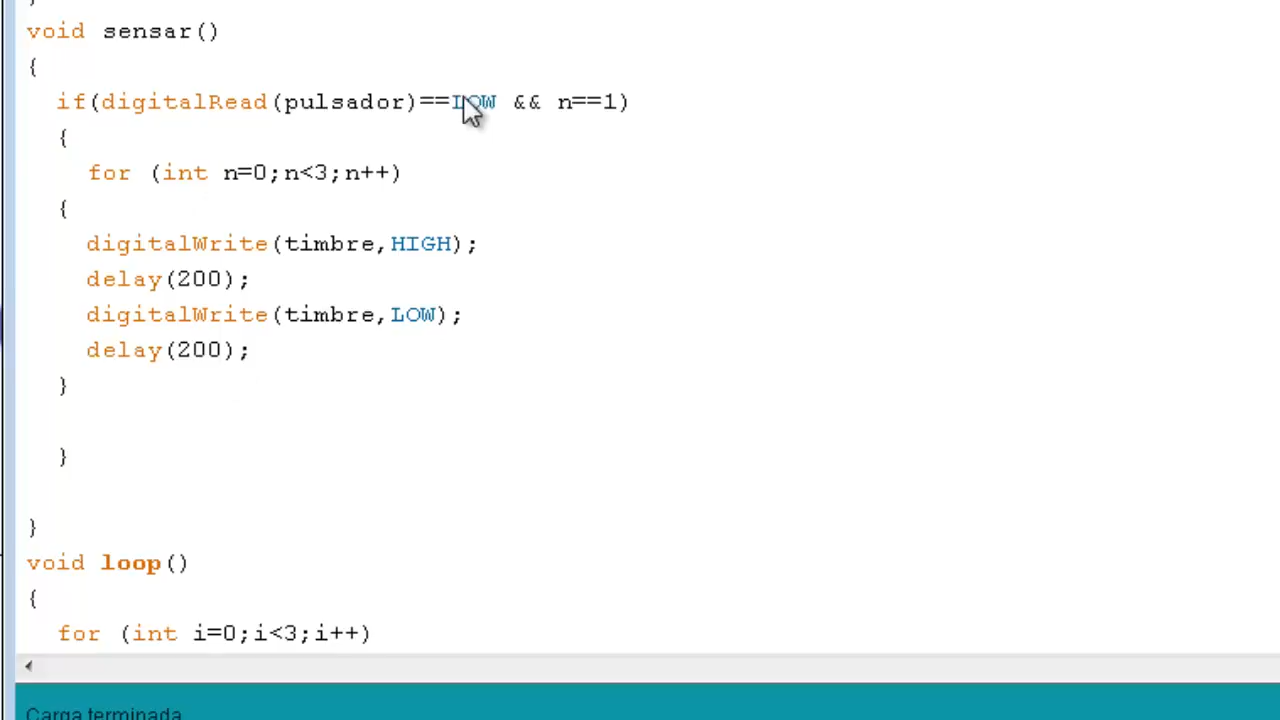 }
void sensar()
{
if(digitalRead(pulsador)==LOW && n==1)
{
for (int n=0;n<3;n++)
{
digitalWrite(timbre,HIGH);
delay(200);
digitalWrite(timbre,LOW);
delay(200);
}
}
}
void loop()
{
for (int i=0;i<3;i++)
Carga terminada